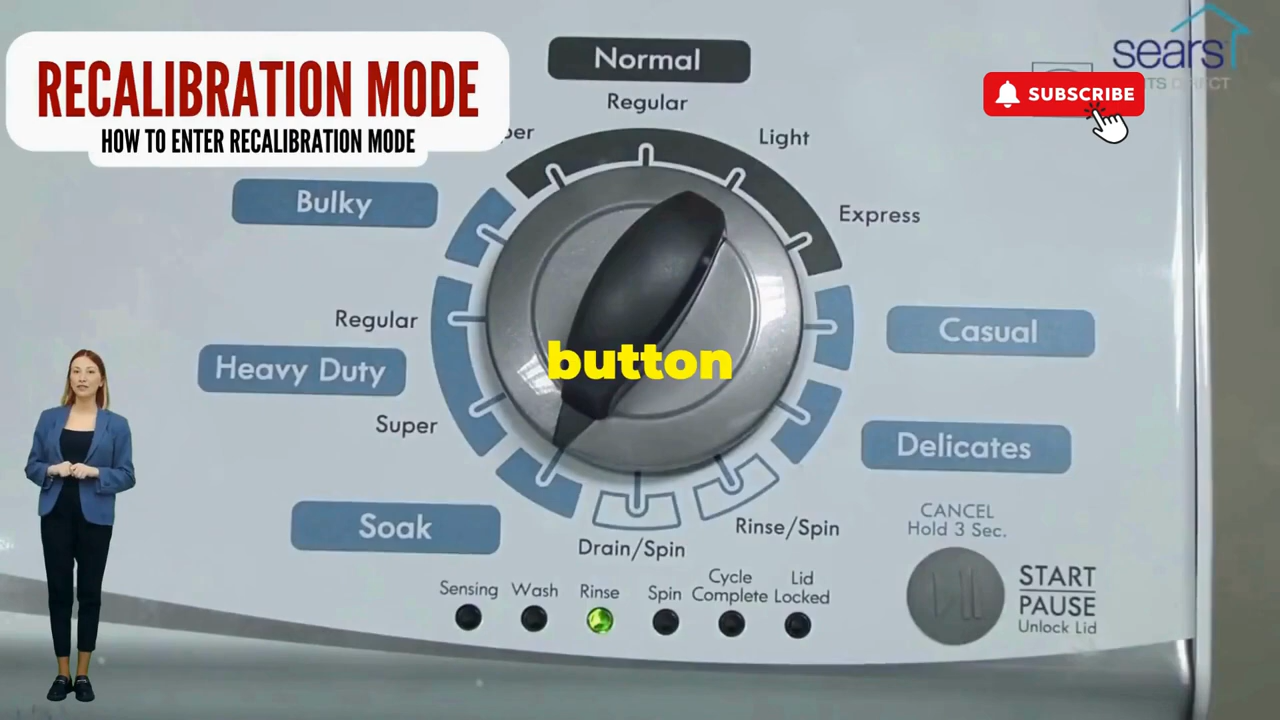 RECALIBRATION MODE
HOW TO ENTER RECALIBRATION MODE
sears
DIRECT
SUBSCRIBE
Normal
Regular
Light
Express
Bulky
Regular
Heavy Duty
Super
Casual
Delicates
Soak
button
Rinse/Spin
Drain/Spin
CANCEL
Hold 3 Sec.
Sensing
Wash
Rinse
Spin
Cycle
Complete
Lid
Locked
START
PAUSE
Unlock Lid